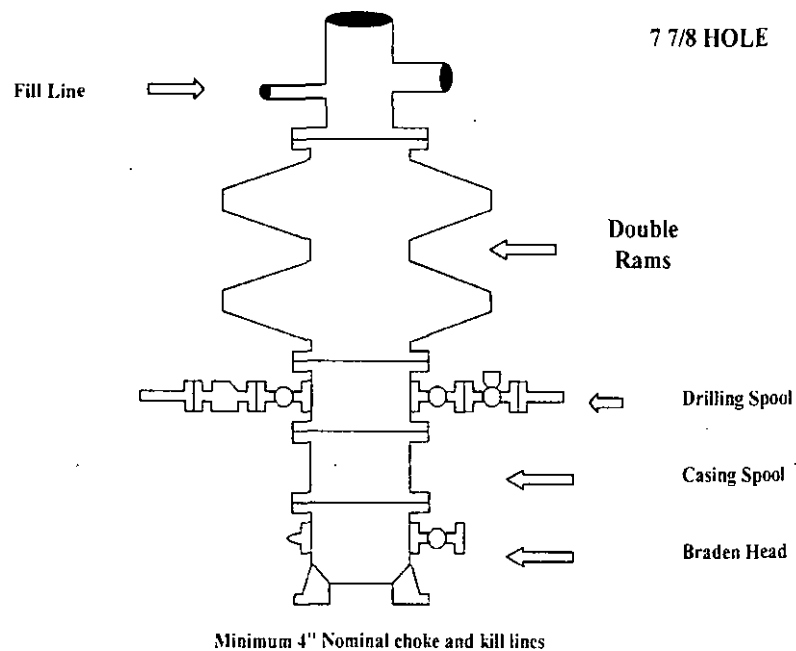 7 7/8 HOLE
Fill Line
Double
Rams
Drilling Spool
Casing Spool
Braden Head
Minimum 4" Nominal choke and kill lines